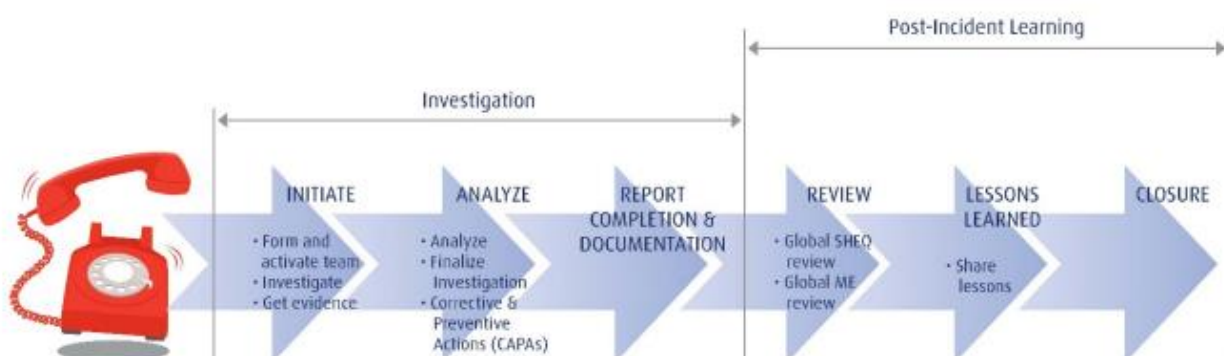 Post-Incident Learning
Investigation
INITIATE
• Form and
activate team
• Investigate
• Get evidence
ANALYZE
• Analyze
• Finalize
Investigation
• Corrective &
Preventive
Actions (CAPAs)
REPORT
COMPLETION &
DOCUMENTATION
REVIEW
• Global SHEQ
review
• Global ME
review
LESSONS
LEARNED
• Share
lessons
CLOSURE